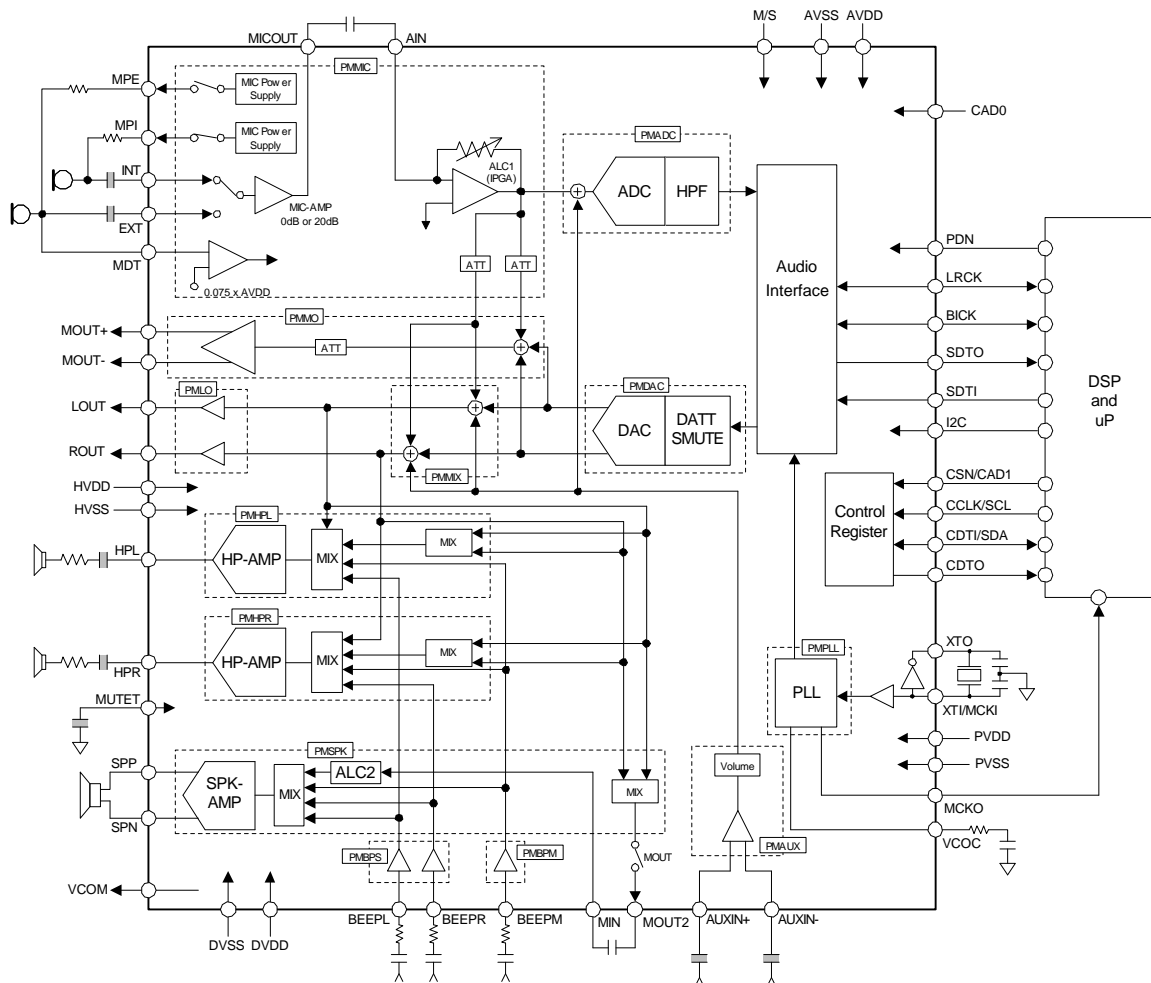 MICOUT
AIN
M/S
AVSS
AVDD
PMMIC
MPE
MIC Power
Supply
CAD0
MPI
MIC Power
Supply
PMADC
INT
ALC1
(IPGA)
ADC
HPF
MIC-AMP
0dB or 20dB
EXT
MDT
ATT
ATT
0.075 x AVDD
Audio
Interface
PDN
LRCK
BICK
SDTO
SDTI
I2C
DSP
and
uP
PMMO
MOUT+
MOUT-
ATT
PMLO
LOUT
ROUT
PMDAC
DAC
DATT
SMUTE
PMMIX
HVDD
HVSS
CSN/CAD1
CCLK/SCL
CDTI/SDA
CDTO
Control
Register
PMHPL
HPL
HP-AMP
MIX
MIX
PMHPR
HPR
HP-AMP
MIX
MIX
XTO
PMPLL
PLL
XTI/MCKI
MUTET
PVDD
PVSS
PMSPK
SPP
SPN
SPK-
AMP
MIX
ALC2
MIX
Volume
MCKO
VCOC
PMBPS
PMBPM
MOUT
PMAUX
VCOM
DVSS
DVDD
BEEPL
BEEPR
BEEPM
MIN
MOUT2
AUXIN+
AUXIN-